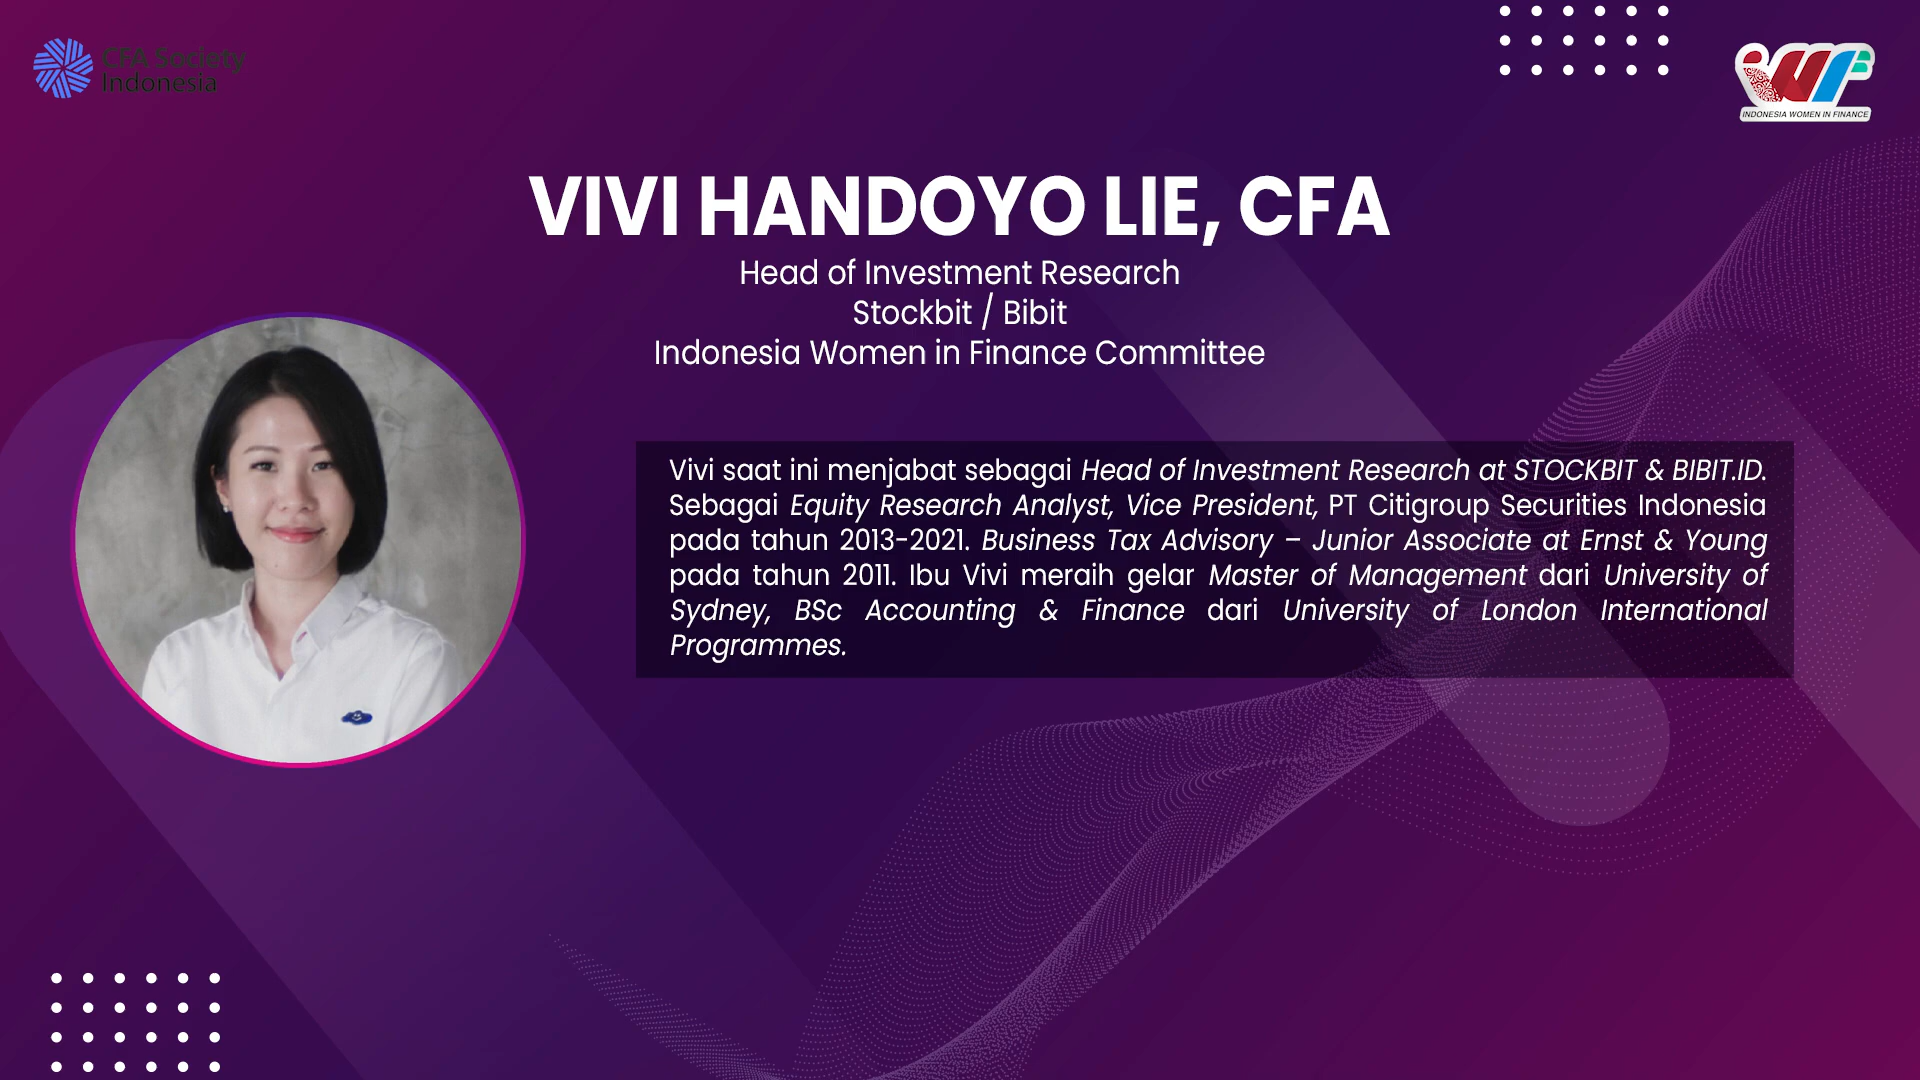 CFA Society
Indonesia
IWF
INDONESIA WOMEN IN FINANCE
VIVI HANDOYO LIE, CFA
Head of Investment Research
Stockbit / Bibit
Indonesia Women in Finance Committee
Vivi saat ini menjabat sebagai Head of Investment Research at STOCKBIT & BIBIT.ID.
Sebagai Equity Research Analyst, Vice President, PT Citigroup Securities Indonesia
pada tahun 2013-2021. Business Tax Advisory – Junior Associate at Ernst & Young
pada tahun 2011. Ibu Vivi meraih gelar Master of Management dari University of
Sydney, BSc Accounting & Finance dari University of London International
Programmes.